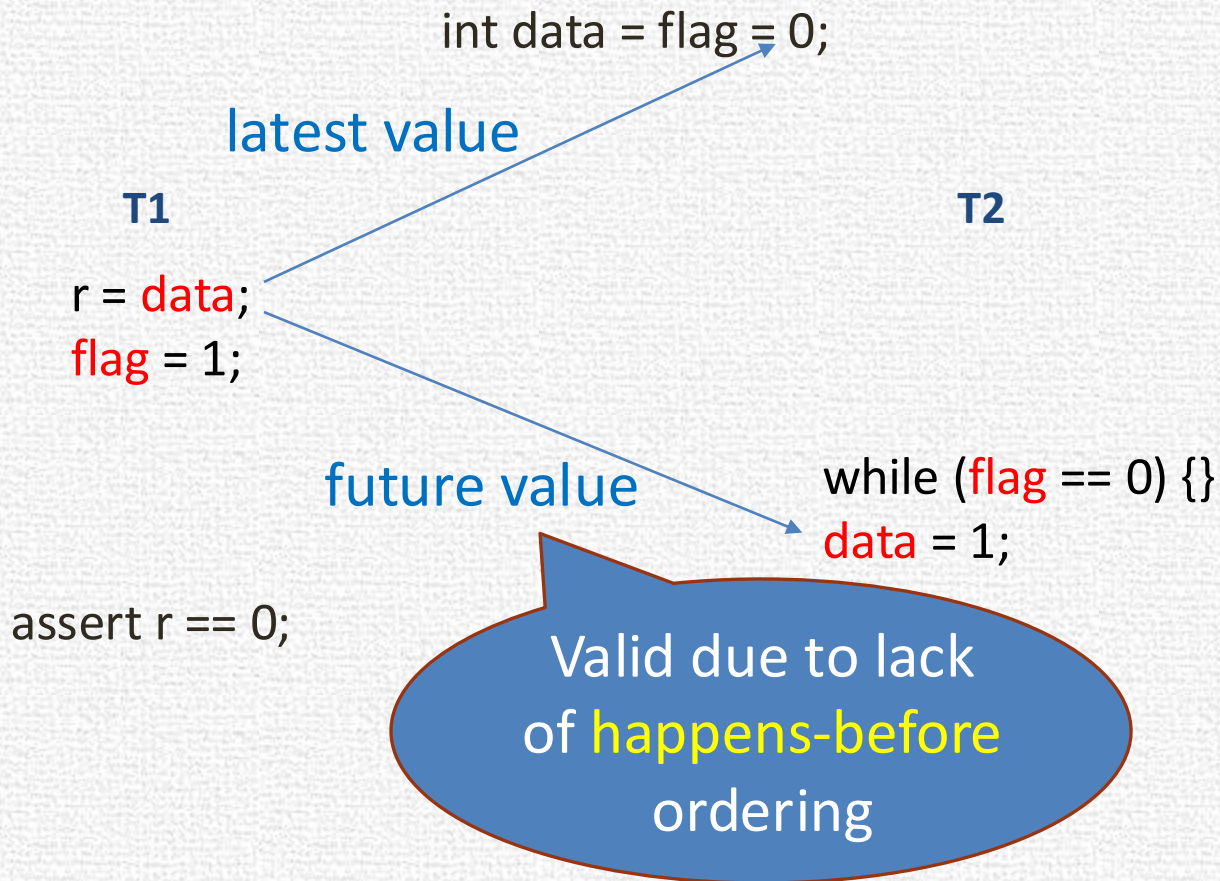 int data = flag = 0;
latest value
T1
T2
r = data;
flag = 1;
future value
while (flag == 0) {}
data = 1;
assert r == 0;
Valid due to lack
of happens-before
ordering